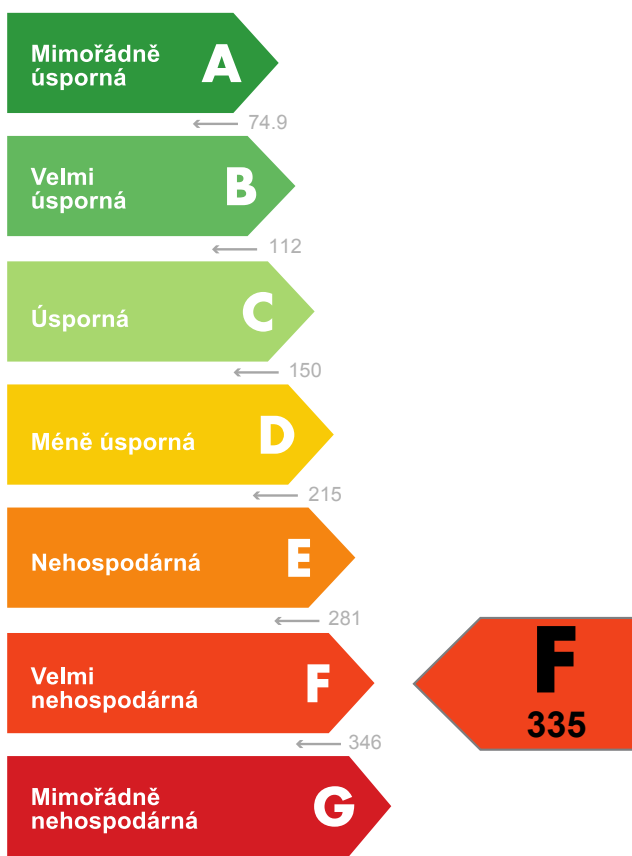 Mimořádně
úsporná
A
74.9
Velmi
úsporná
B
112
Úsporná
C
150
Méně úsporná
D
215
Nehospodárná
E
281
Velmi
nehospodárná
F
F
335
346
Mimořádně
nehospodárná
G